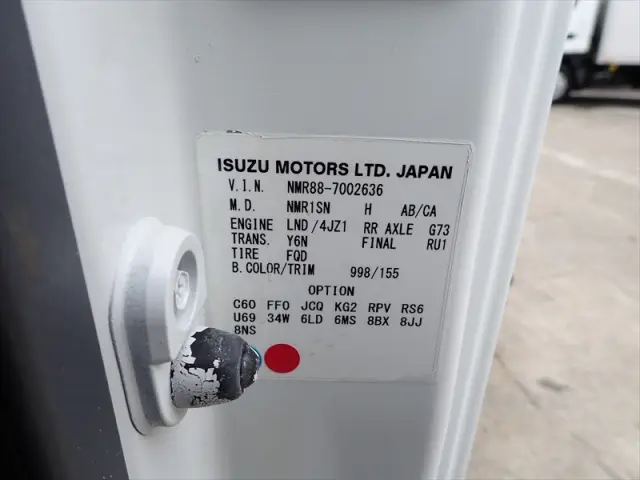 ISUZU MOTORS LTD. JAPAN
V.I.N. NMR88-7002636
M.D. NMR1SN H AB/CA
ENGINE LND/4JZ1 RR AXLE G73
TRANS. Y6N FINAL RU1
TIRE FQD
B.COLOR/TRIM 998/155
OPTION
C60 FF0 JCQ KG2 RPV RS6
U69 34W 6LD 6MS 8BX 8JJ
8NS